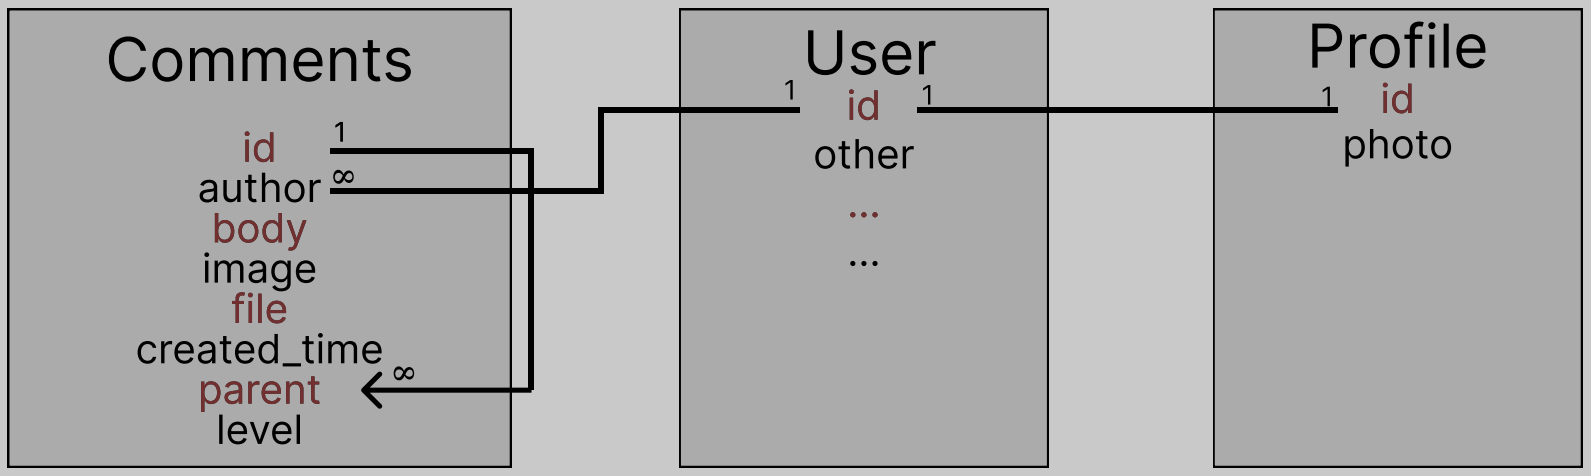 Comments
id 1
author ∞
body
image
file
created_time
parent ∞
level
User
1 id 1
other
...
...
Profile
1 id
photo